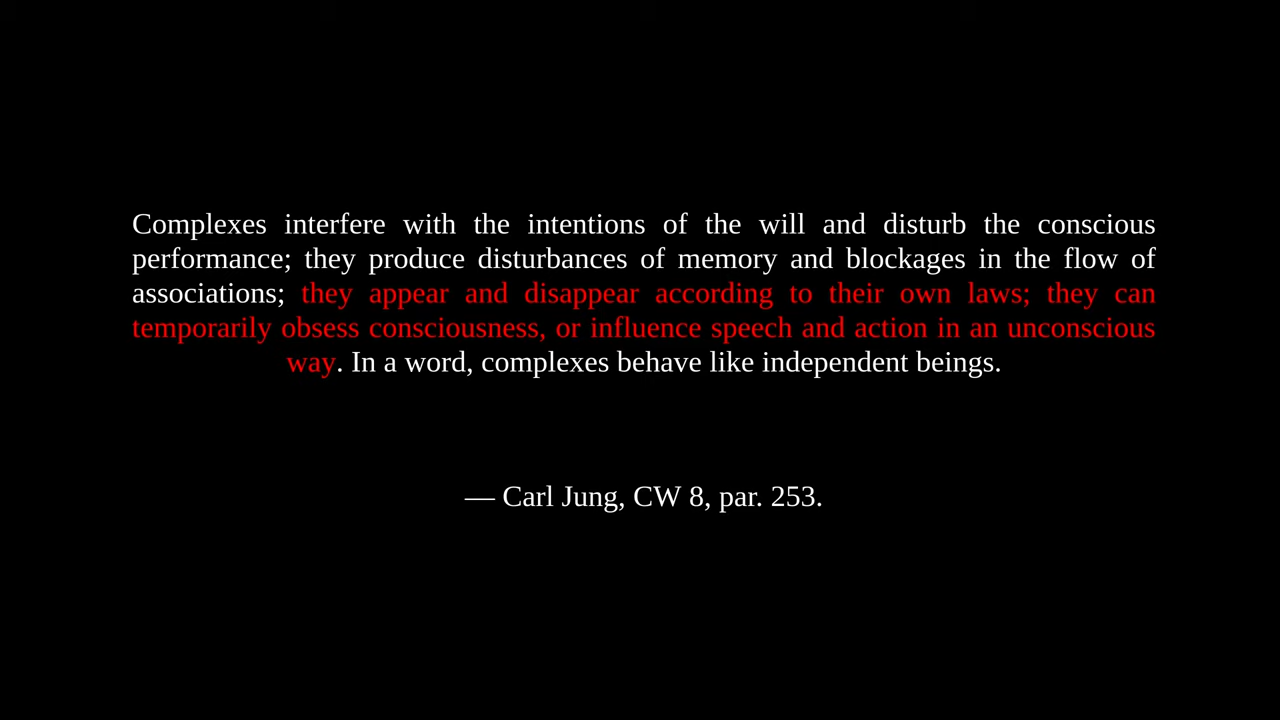 Complexes interfere with the intentions of the will and disturb the conscious
performance; they produce disturbances of memory and blockages in the flow of
associations; they appear and disappear according to their own laws; they can
temporarily obsess consciousness, or influence speech and action in an unconscious
way. In a word, complexes behave like independent beings.
— Carl Jung, CW 8, par. 253.